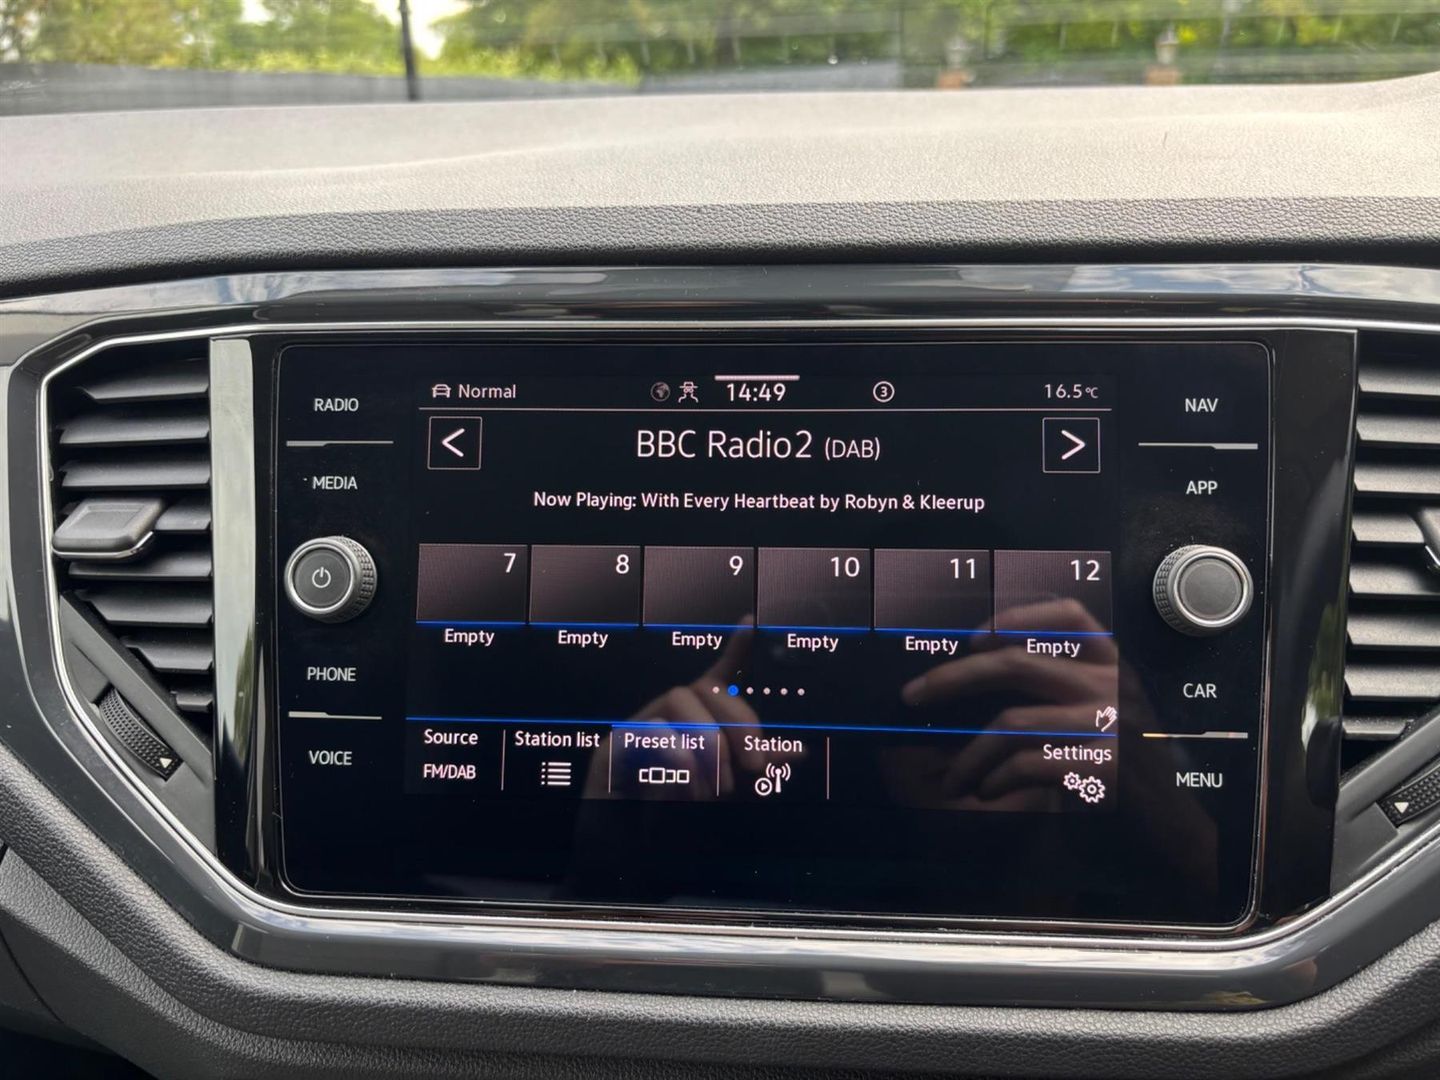 RADIO
MEDIA
PHONE
VOICE
Normal
14:49
3
16.5°C
<
BBC Radio2 (DAB)
>
Now Playing: With Every Heartbeat by Robyn & Kleerup
7 8 9 10 11 12
Empty Empty Empty Empty Empty Empty
Source Station list Preset list Station Settings
FM/DAB
NAV
APP
CAR
MENU